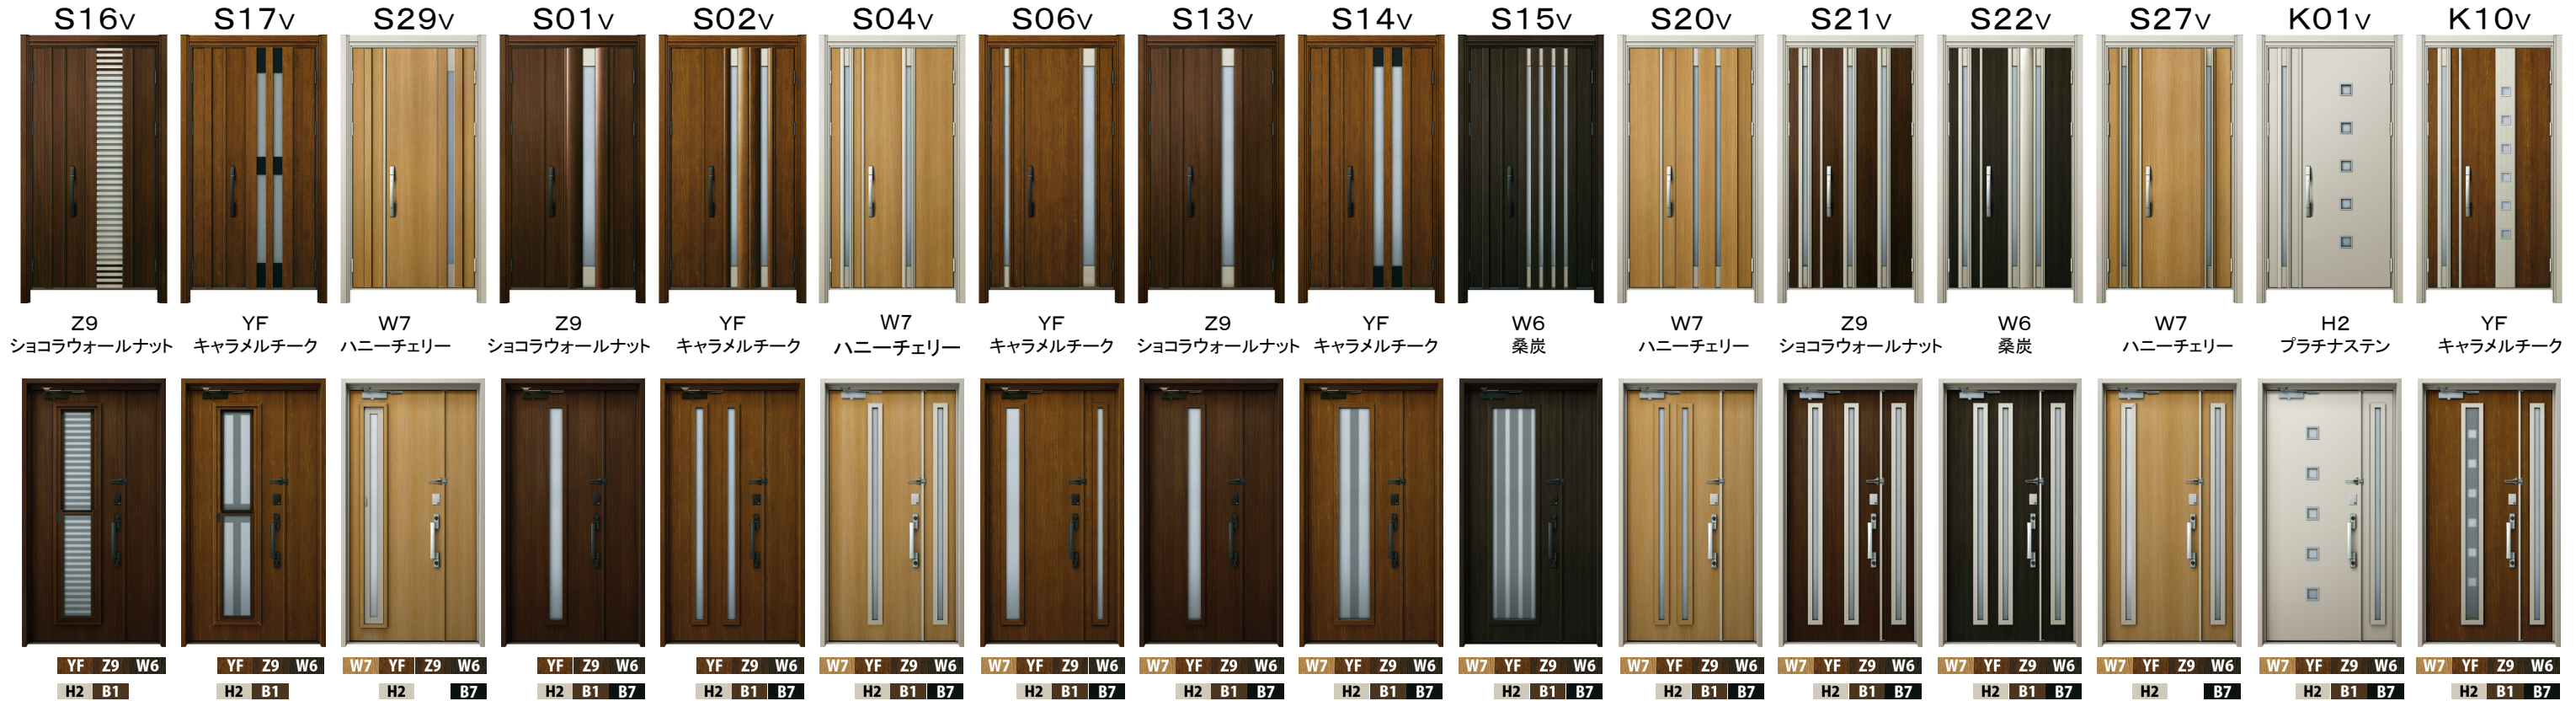 S16V S17V S29V S01V S02V S04V S06V S13V S14V S15V S20V S21V S22V S27V K01V K10V
Z9 YF W7 Z9 YF W7 YF Z9 YF W6 W7 Z9 W6 W7 H2 YF
ショコラウォールナット キャラメルチーク ハニーチェリー ショコラウォールナット キャラメルチーク ハニーチェリー キャラメルチーク ショコラウォールナット キャラメルチーク 桑炭 ハニーチェリー ショコラウォールナット 桑炭 ハニーチェリー プラチナステン キャラメルチーク
YF Z9 W6 YF Z9 W6 W7 YF Z9 W6 YF Z9 W6 YF Z9 W6 W7 YF Z9 W6 W7 YF Z9 W6 W7 YF Z9 W6 W7 YF Z9 W6 W7 YF Z9 W6 W7 YF Z9 W6 W7 YF Z9 W6 W7 YF Z9 W6 W7 YF Z9 W6 W7 YF Z9 W6 W7 YF Z9 W6
H2 B1 H2 B1 H2 B7 H2 B1 B7 H2 B1 B7 H2 B1 B7 H2 B1 B7 H2 B1 B7 H2 B1 B7 H2 B1 B7 H2 B1 B7 H2 B1 B7 H2 B1 B7 H2 B7 H2 B1 B7 H2 B1 B7